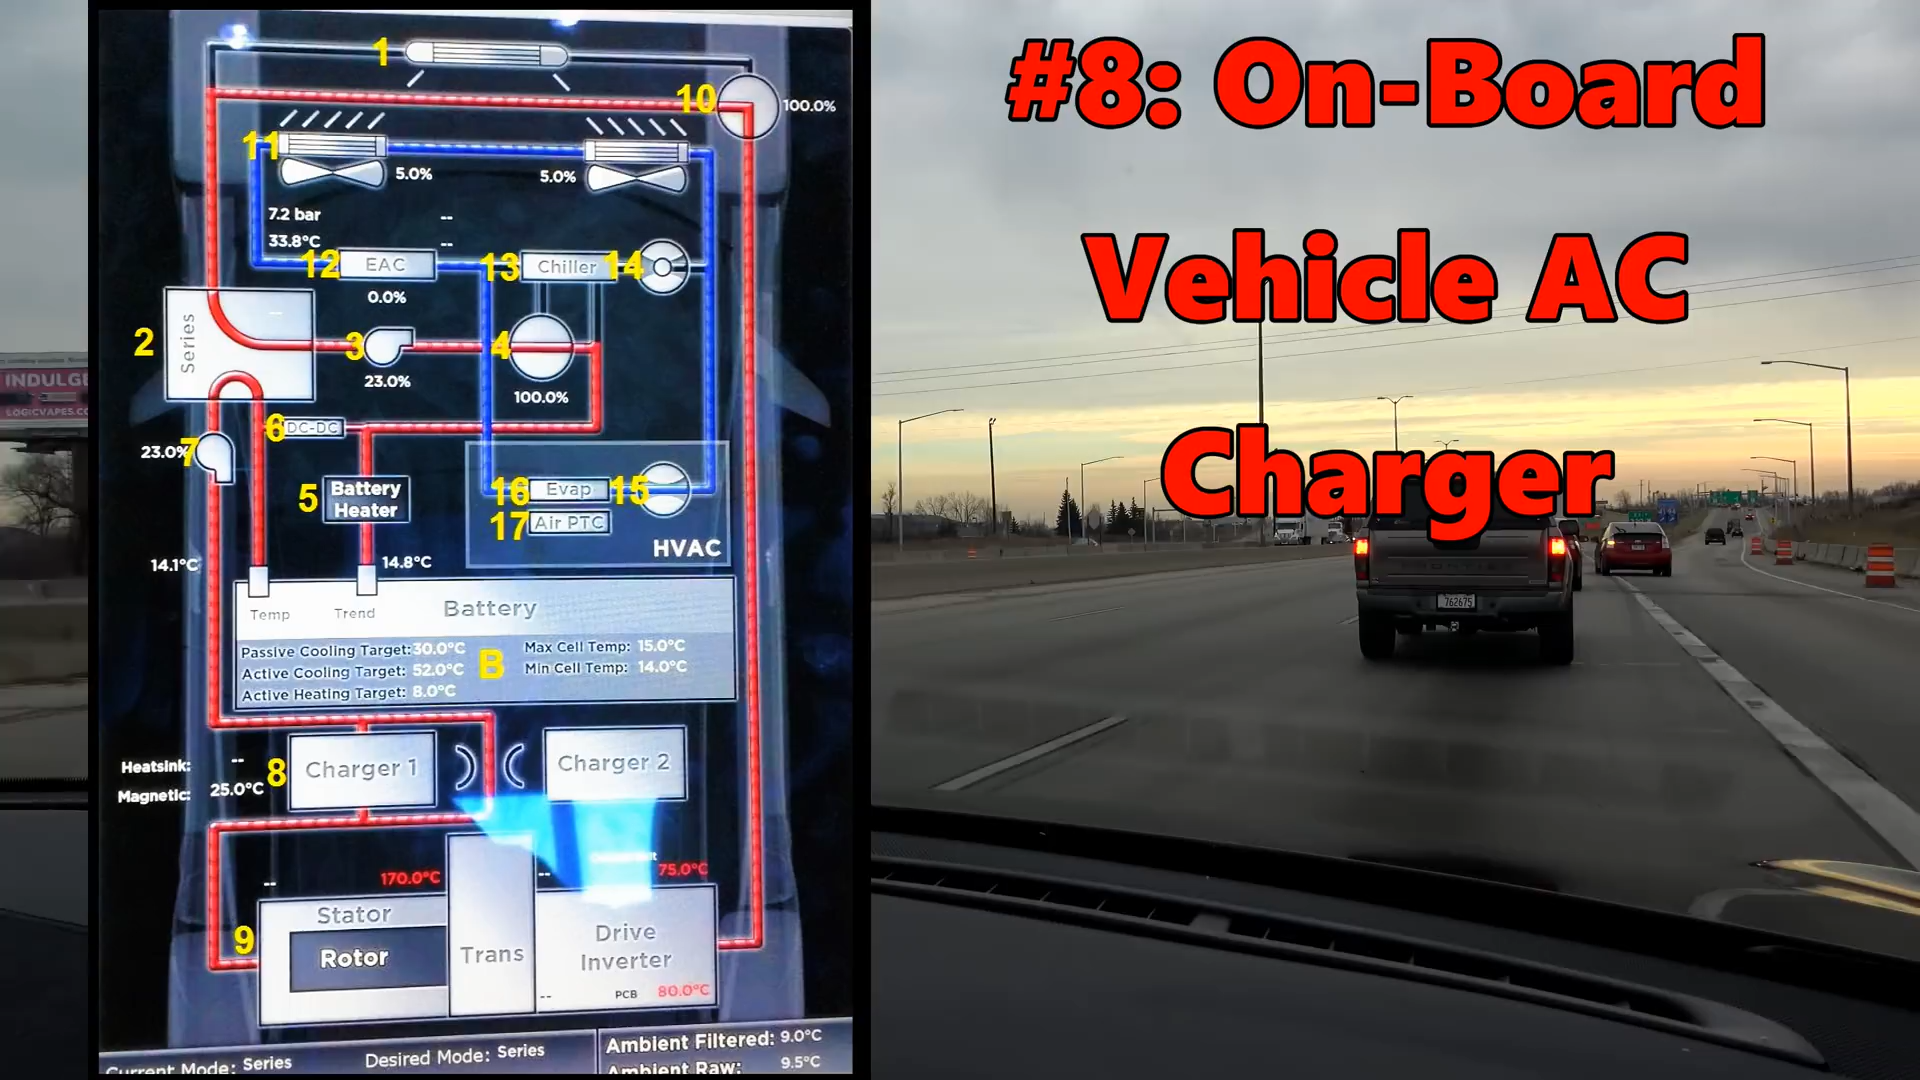 #8: On-Board
Vehicle AC
Charger
1
10
100.0%
11
5.0%
5.0%
7.2 bar
33.8°C
--
--
12
EAC
13
Chiller
14
0.0%
2
Series
--
3
4
23.0%
100.0%
6
DC-DC
23.0%
7
5
Battery
Heater
16
Evap
15
17
Air PTC
HVAC
14.1°C
14.8°C
Temp
Trend
Battery
Passive Cooling Target: 30.0°C
Active Cooling Target: 52.0°C
Active Heating Target: 8.0°C
B
Max Cell Temp: 15.0°C
Min Cell Temp: 14.0°C
Heatsink: --
Magnetic: 25.0°C
8
Charger 1
Charger 2
--
170.0°C
--
75.0°C
9
Stator
Rotor
Trans
Drive
Inverter
--
PCB 80.0°C
Current Mode: Series
Desired Mode: Series
Ambient Filtered: 9.0°C
Ambient Raw: 9.5°C
INDULGE
LOGICVAPES.CO
FRONTIER
762675